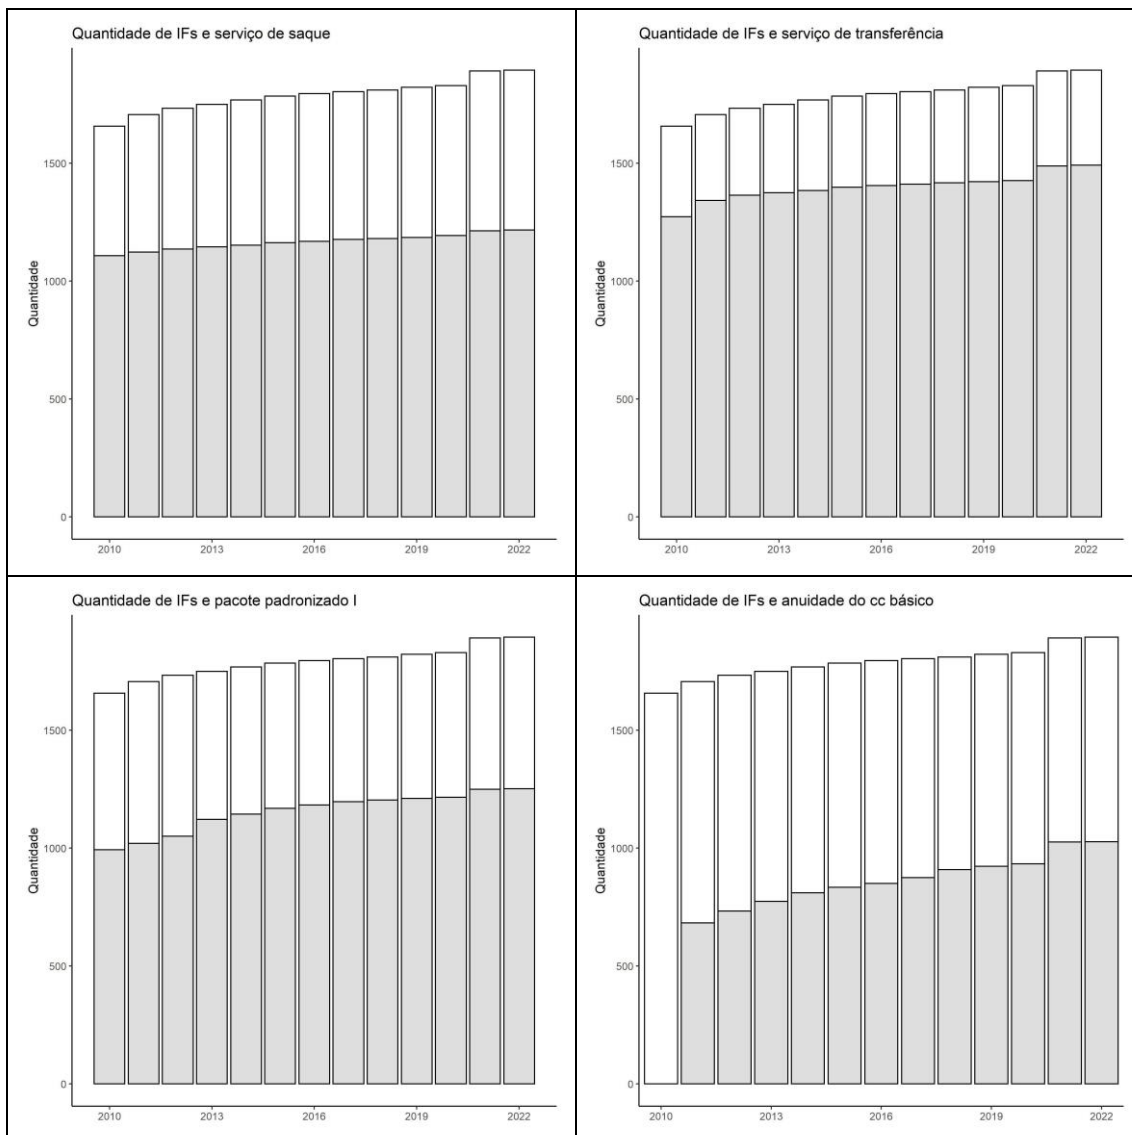 Quantidade de IFs e serviço de saque
Quantidade
1500
1000
500
0
2010 2013 2016 2019 2022
Quantidade de IFs e serviço de transferência
Quantidade
1500
1000
500
0
2010 2013 2016 2019 2022
Quantidade de IFs e pacote padronizado I
Quantidade
1500
1000
500
0
2010 2013 2016 2019 2022
Quantidade de IFs e anuidade do cc básico
Quantidade
1500
1000
500
0
2010 2013 2016 2019 2022